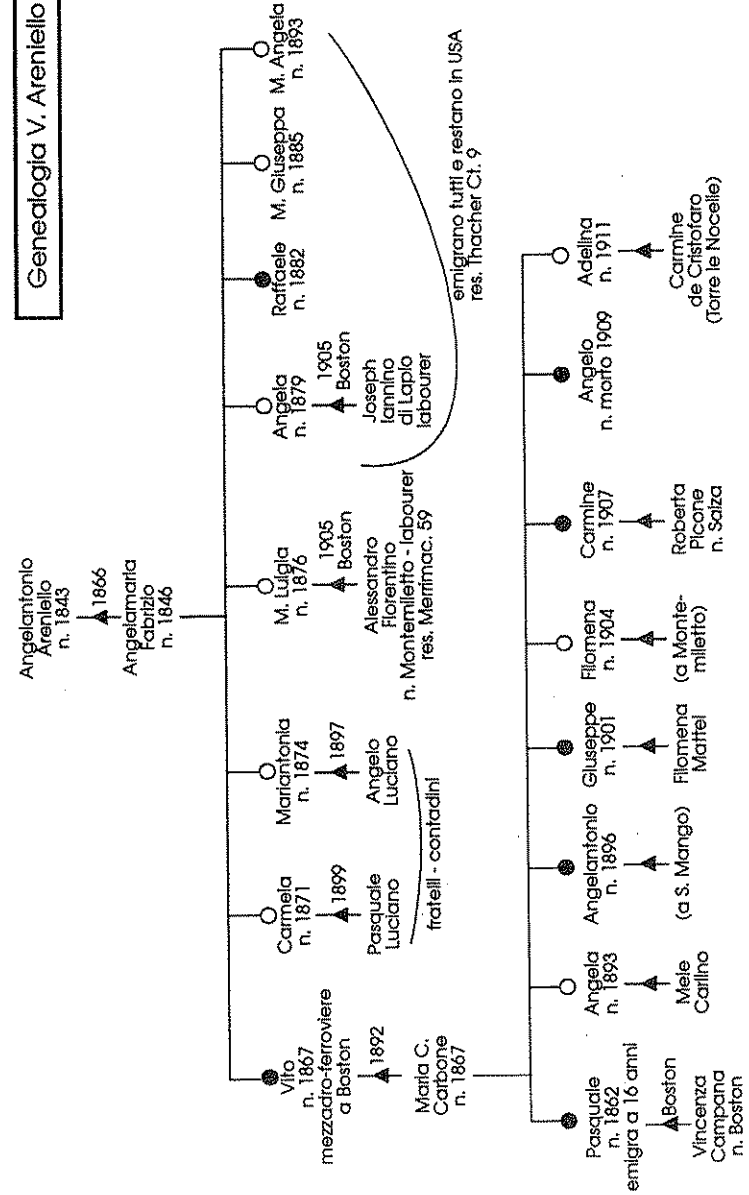 Genealogia V. Areniello
Angelantonio
Areniello
n. 1843
1866
Angelamaria
Fabrizio
n. 1846
Vito
n. 1867
mezzadro-ferroviere
a Boston
1892
Maria C.
Carbone
n. 1867
Carmela
n. 1871
1899
Pasquale
Luciano
Mariantonia
n. 1874
1897
Angelo
Luciano
fratelli - contadini
M. Luigia
n. 1876
1905
Boston
Alessandro
Fiorentino
n. Montemiletto - labourer
res. Merrimac. 59
Angela
n. 1879
1905
Boston
Joseph
Iannino
di Lapio
labourer
Raffaele
n. 1882
M. Giuseppa
n. 1885
M. Angela
n. 1893
emigrano tutti e restano in USA
res. Thacher Ct. 9
Pasquale
n. 1862
emigra a 16 anni
Boston
Vincenza
Campana
n. Boston
Angela
n. 1893
Mele
Carlino
Angelantonio
n. 1896
(a S. Mango)
Giuseppe
n. 1901
Filomena
Mattei
Filomena
n. 1904
(a Monte-
miletto)
Carmine
n. 1907
Roberta
Picone
n. Salza
Angelo
n. morto 1909
Adelina
n. 1911
Carmine
de Cristofaro
(Torre le Nocelle)